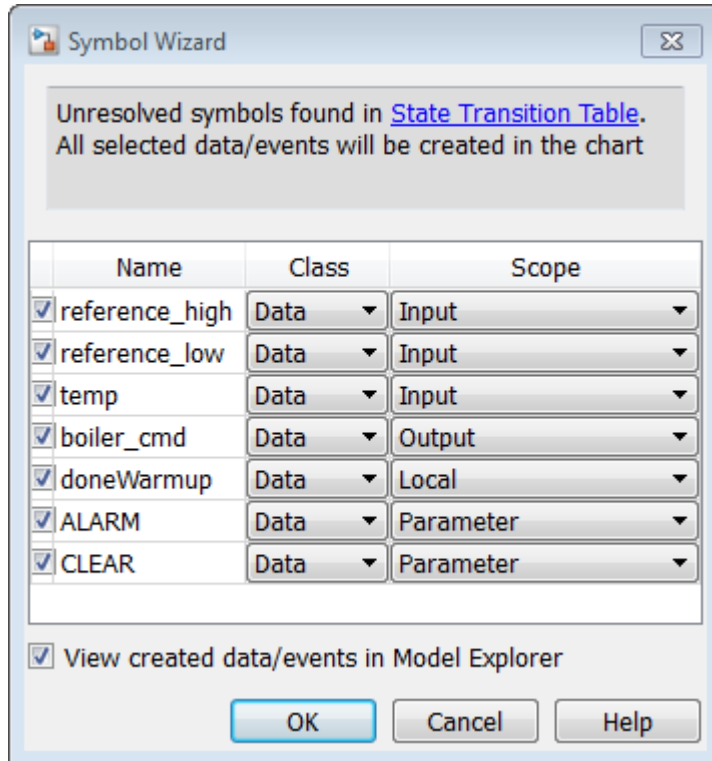 Symbol Wizard
Unresolved symbols found in State Transition Table.
All selected data/events will be created in the chart
Name Class Scope
reference_high Data Input
reference_low Data Input
temp Data Input
boiler_cmd Data Output
doneWarmup Data Local
ALARM Data Parameter
CLEAR Data Parameter
View created data/events in Model Explorer
OK Cancel Help